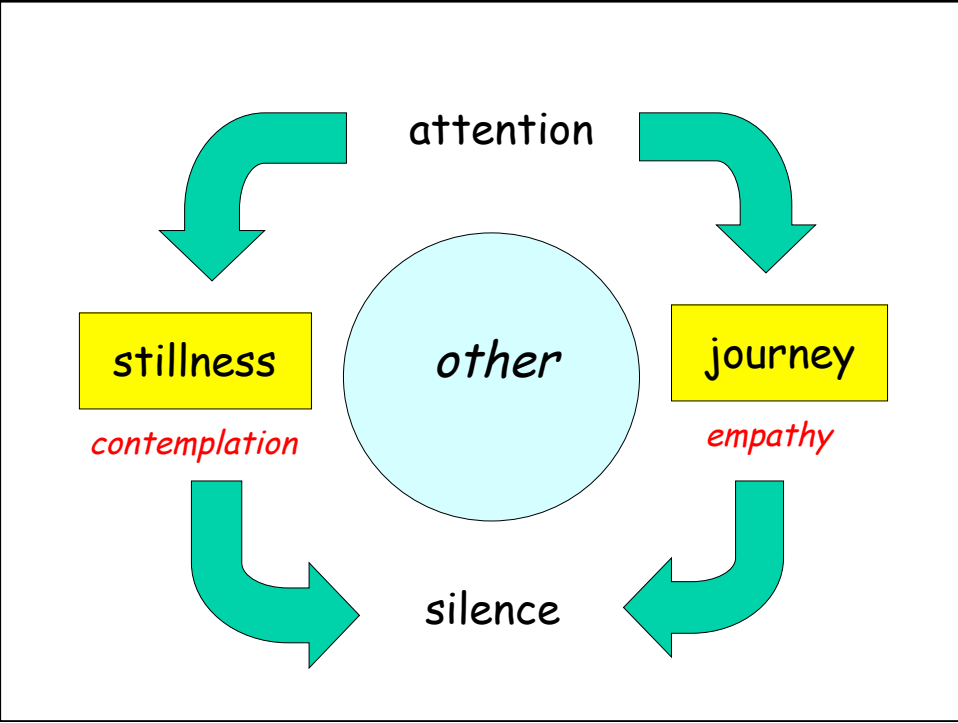 attention
stillness
other
journey
contemplation
empathy
silence